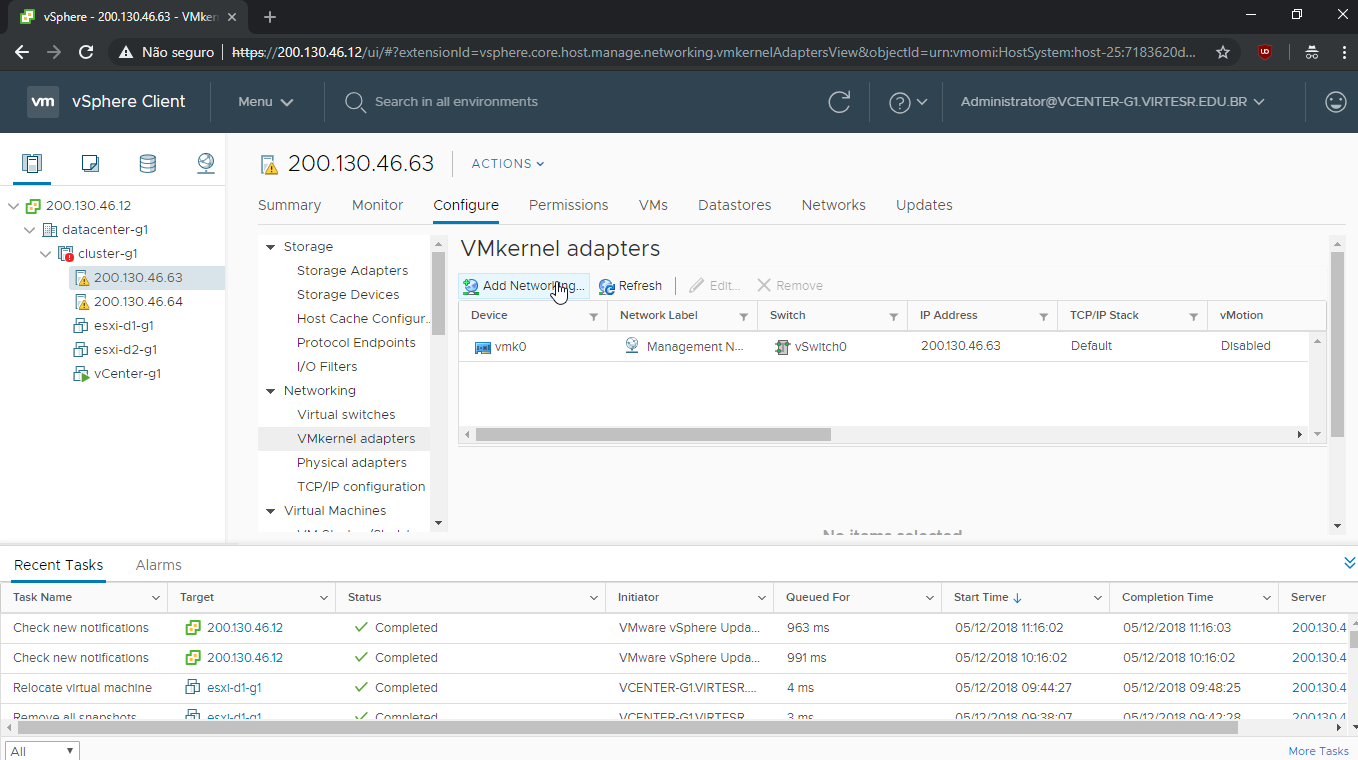 vSphere - 200.130.46.63 - VMker
Não seguro | https://200.130.46.12/ui/#?extensionId=vsphere.core.host.manage.networking.vmkernelAdaptersView&objectId=urn:vmomi:HostSystem:host-25:7183620d...
vm vSphere Client Menu Search in all environments Administrator@VCENTER-G1.VIRTESR.EDU.BR
200.130.46.63 ACTIONS
Summary Monitor Configure Permissions VMs Datastores Networks Updates
200.130.46.12
datacenter-g1
cluster-g1
200.130.46.63
200.130.46.64
esxi-d1-g1
esxi-d2-g1
vCenter-g1
Storage
Storage Adapters
Storage Devices
Host Cache Configur..
Protocol Endpoints
I/O Filters
Networking
Virtual switches
VMkernel adapters
Physical adapters
TCP/IP configuration
Virtual Machines
VMkernel adapters
Add Networking... Refresh Edit... Remove
Device Network Label Switch IP Address TCP/IP Stack vMotion
vmk0 Management N... vSwitch0 200.130.46.63 Default Disabled
No items selected
Recent Tasks Alarms
Task Name Target Status Initiator Queued For Start Time Completion Time Server
Check new notifications 200.130.46.12 Completed VMware vSphere Upda... 963 ms 05/12/2018 11:16:02 05/12/2018 11:16:03 200.130.4
Check new notifications 200.130.46.12 Completed VMware vSphere Upda... 991 ms 05/12/2018 10:16:02 05/12/2018 10:16:02 200.130.4
Relocate virtual machine esxi-d1-g1 Completed VCENTER-G1.VIRTESR.... 4 ms 05/12/2018 09:44:27 05/12/2018 09:48:25 200.130.4
Remove all snapshots esxi-d1-g1 Completed VCENTER-G1.VIRTESR 3 ms 05/12/2018 09:38:07 05/12/2018 09:42:28 200.130.4
All More Tasks